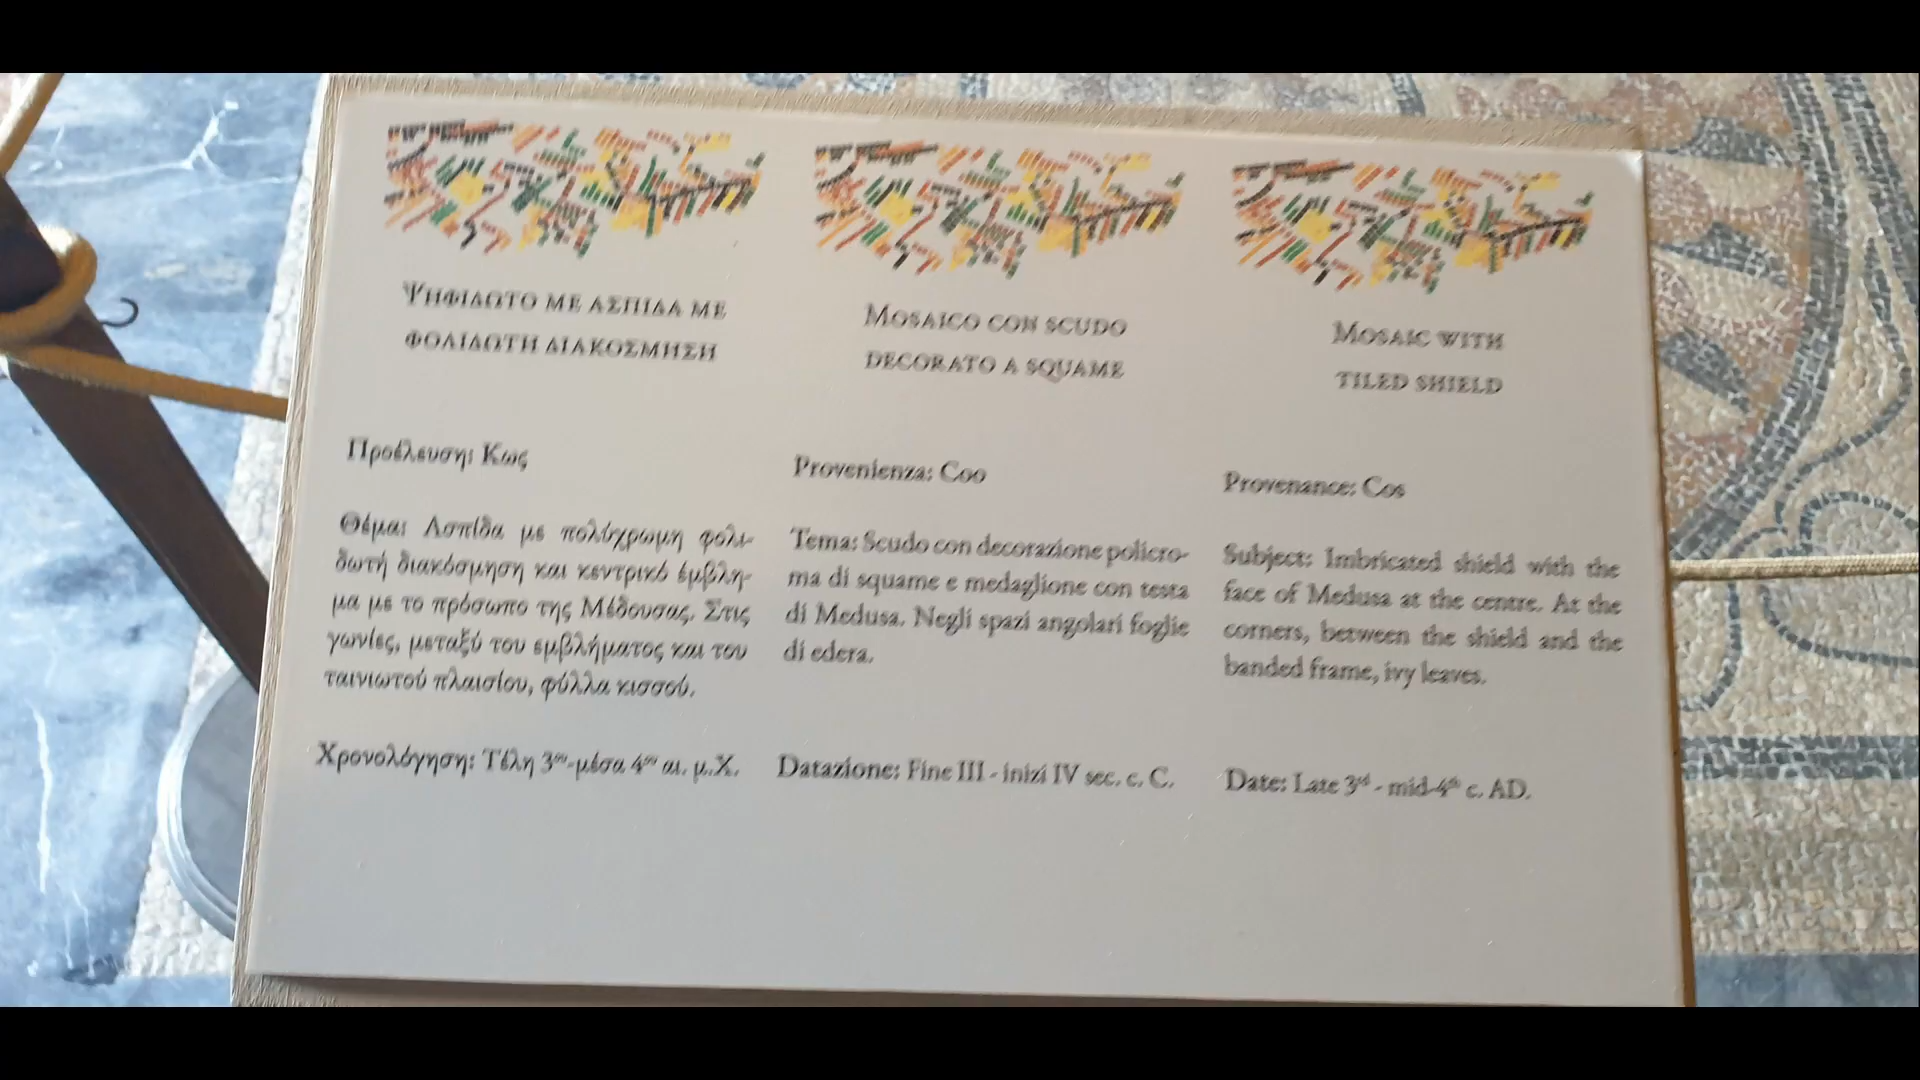 ΨΗΦΙΔΩΤΟ ΜΕ ΑΣΠΙΔΑ ΜΕ
ΦΟΛΙΔΩΤΗ ΔΙΑΚΟΣΜΗΣΗ
Προέλευση: Κως
Θέμα: Ασπίδα με πολύχρωμη φολι-
δωτή διακόσμηση και κεντρικό έμβλη-
μα με το πρόσωπο της Μέδουσας. Στις
γωνίες, μεταξύ του εμβλήματος και του
ταινιωτού πλαισίου, φύλλα κισσού.
Χρονολόγηση: Τέλη 3ου-μέσα 4ου αι. μ.Χ.
MOSAICO CON SCUDO
DECORATO A SQUAME
Provenienza: Coo
Tema: Scudo con decorazione policro-
ma di squame e medaglione con testa
di Medusa. Negli spazi angolari foglie
di edera.
Datazione: Fine III - inizi IV sec. c. C.
MOSAIC WITH
TILED SHIELD
Provenance: Cos
Subject: Imbricated shield with the
face of Medusa at the centre. At the
corners, between the shield and the
banded frame, ivy leaves.
Date: Late 3rd - mid-4th c. AD.